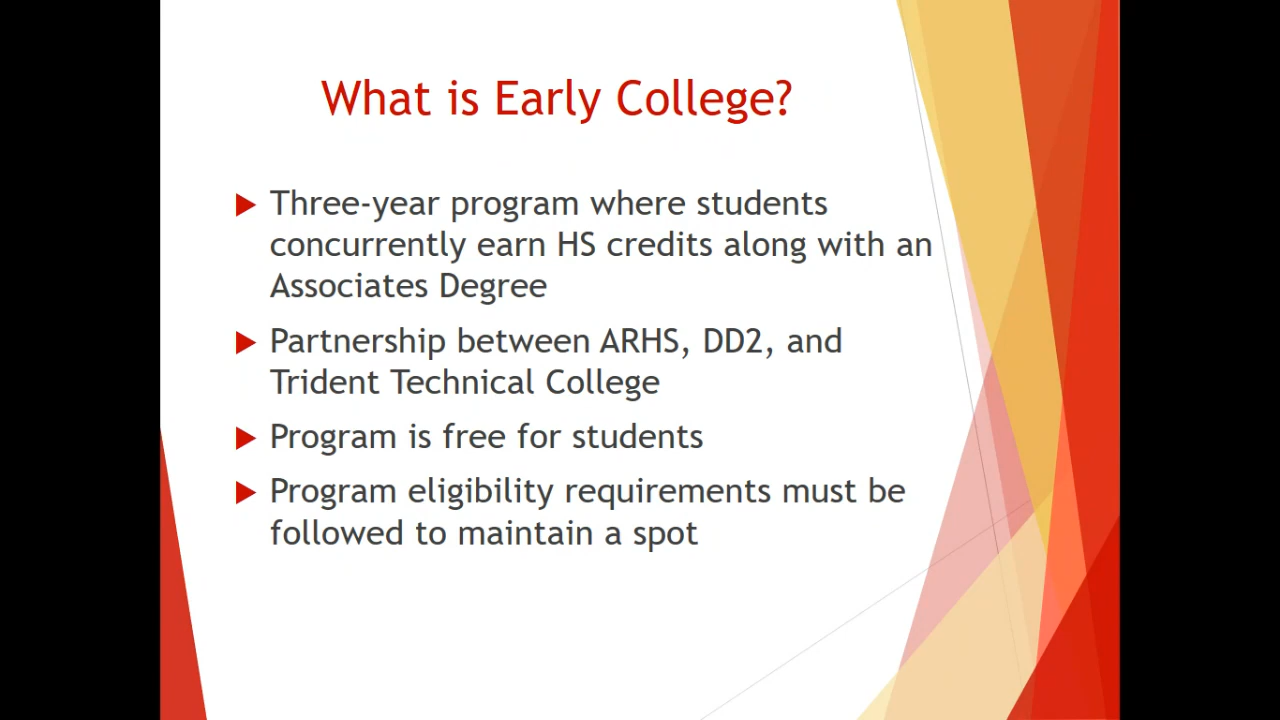 What is Early College?
Three-year program where students
concurrently earn HS credits along with an
Associates Degree
Partnership between ARHS, DD2, and
Trident Technical College
Program is free for students
Program eligibility requirements must be
followed to maintain a spot